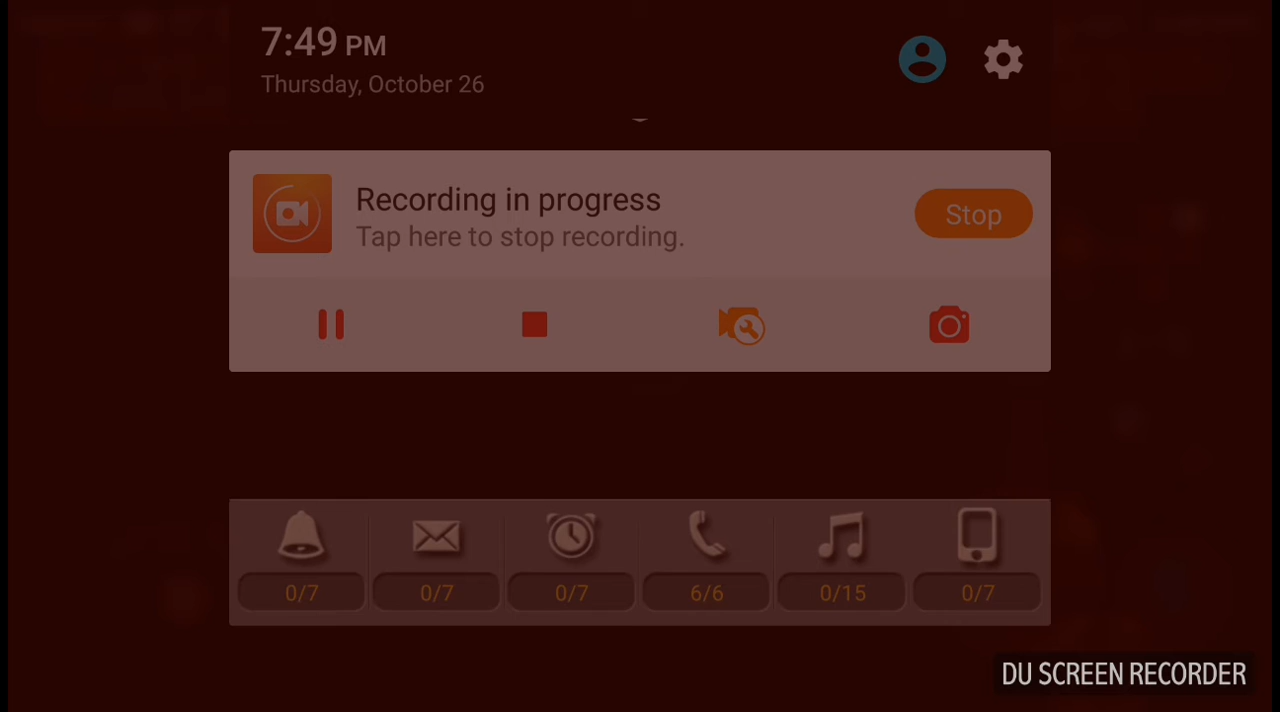 7:49 PM
Thursday, October 26
Recording in progress
Tap here to stop recording.
Stop
0/7 0/7 0/7 6/6 0/15 0/7
DU SCREEN RECORDER